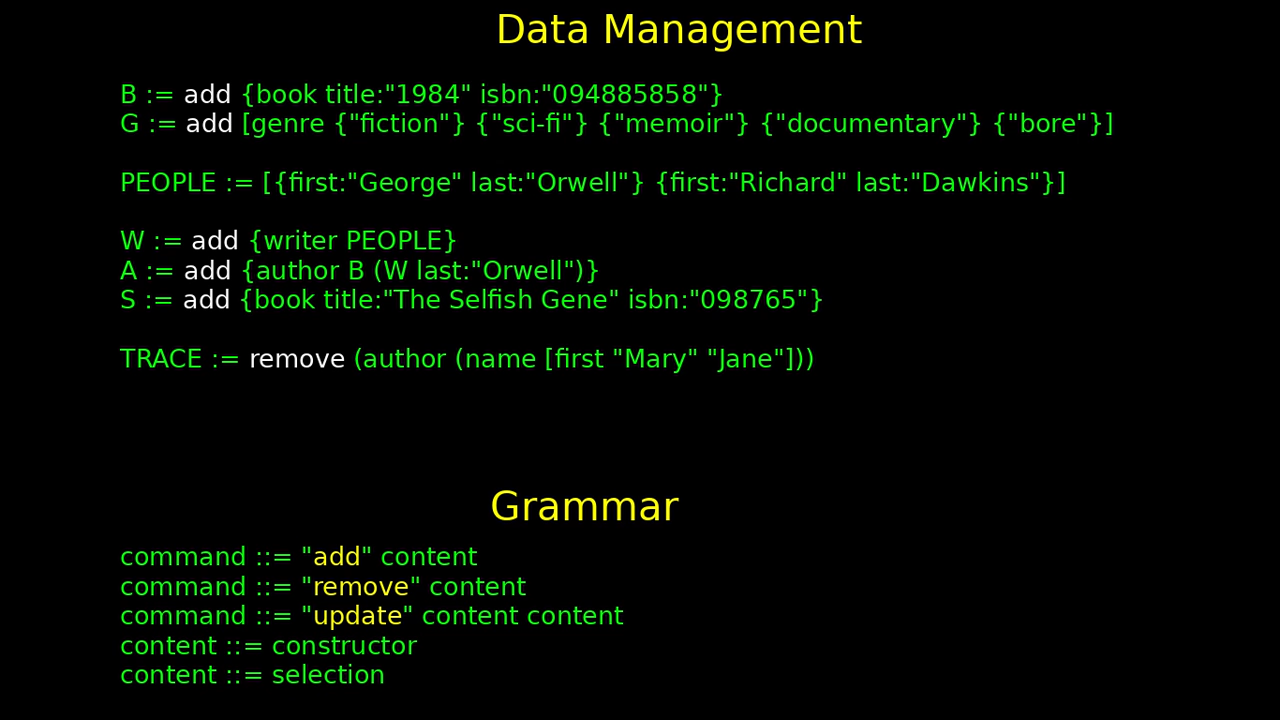 Data Management
B := add {book title:"1984" isbn:"094885858"}
G := add [genre {"fiction"} {"sci-fi"} {"memoir"} {"documentary"} {"bore"}]
PEOPLE := [{first:"George" last:"Orwell"} {first:"Richard" last:"Dawkins"}]
W := add {writer PEOPLE}
A := add {author B (W last:"Orwell")}
S := add {book title:"The Selfish Gene" isbn:"098765"}
TRACE := remove (author (name [first "Mary" "Jane"]))
Grammar
command ::= "add" content
command ::= "remove" content
command ::= "update" content content
content ::= constructor
content ::= selection